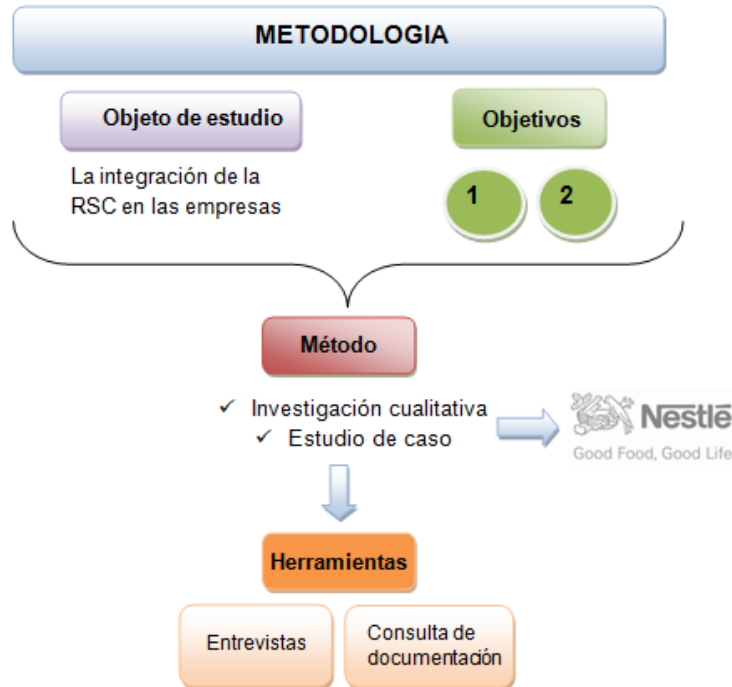 METODOLOGIA
Objeto de estudio
Objetivos
La integración de la
RSC en las empresas
1
2
Método
✓ Investigación cualitativa
✓ Estudio de caso
Nestlé
Good Food, Good Life
Herramientas
Entrevistas
Consulta de
documentación